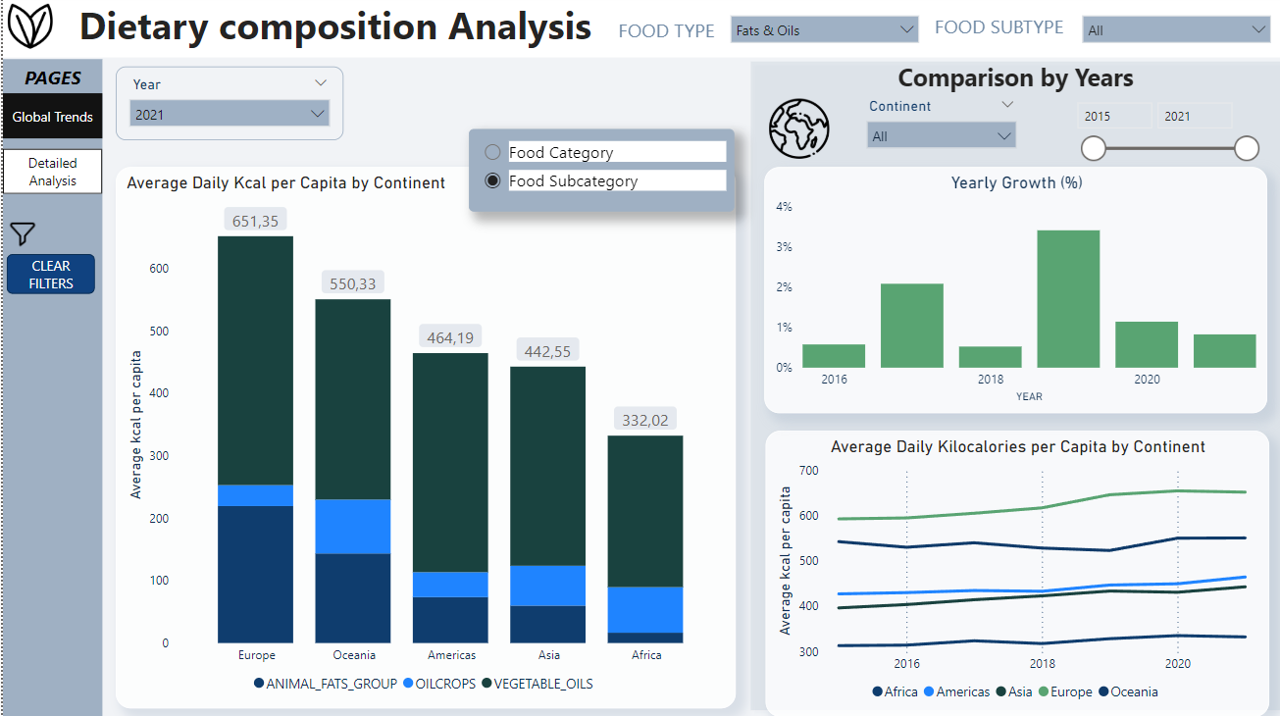 Dietary composition Analysis
FOOD TYPE
Fats & Oils
FOOD SUBTYPE
All
PAGES
Global Trends
Detailed
Analysis
CLEAR
FILTERS
Year
2021
Food Category
Food Subcategory
Average Daily Kcal per Capita by Continent
651,35
550,33
464,19
442,55
332,02
600
500
400
300
200
100
0
Average kcal per capita
Europe
Oceania
Americas
Asia
Africa
ANIMAL_FATS_GROUP
OILCROPS
VEGETABLE_OILS
Comparison by Years
Continent
All
2015
2021
Yearly Growth (%)
4%
3%
2%
1%
0%
2016
2018
2020
YEAR
Average Daily Kilocalories per Capita by Continent
700
600
500
400
300
Average kcal per capita
2016
2018
2020
Africa
Americas
Asia
Europe
Oceania